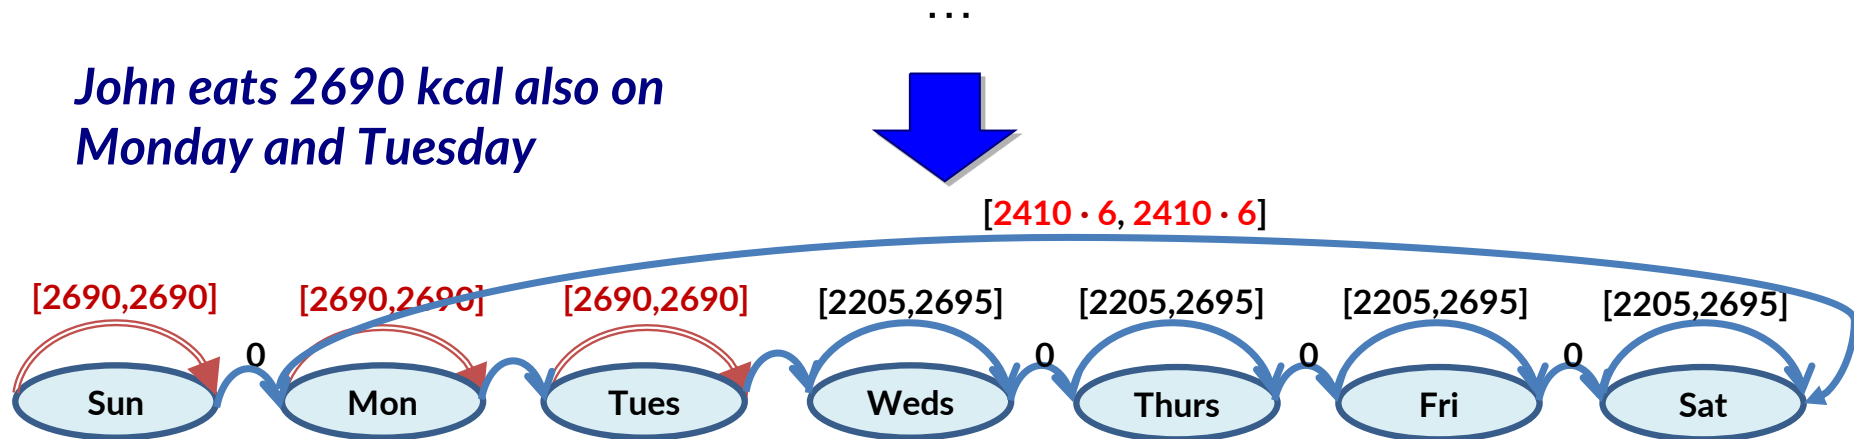 ...
John eats 2690 kcal also on
Monday and Tuesday
[2410 · 6, 2410 · 6]
[2690,2690] [2690,2690] [2690,2690] [2205,2695] [2205,2695] [2205,2695] [2205,2695]
0 0 0 0
Sun Mon Tues Weds Thurs Fri Sat